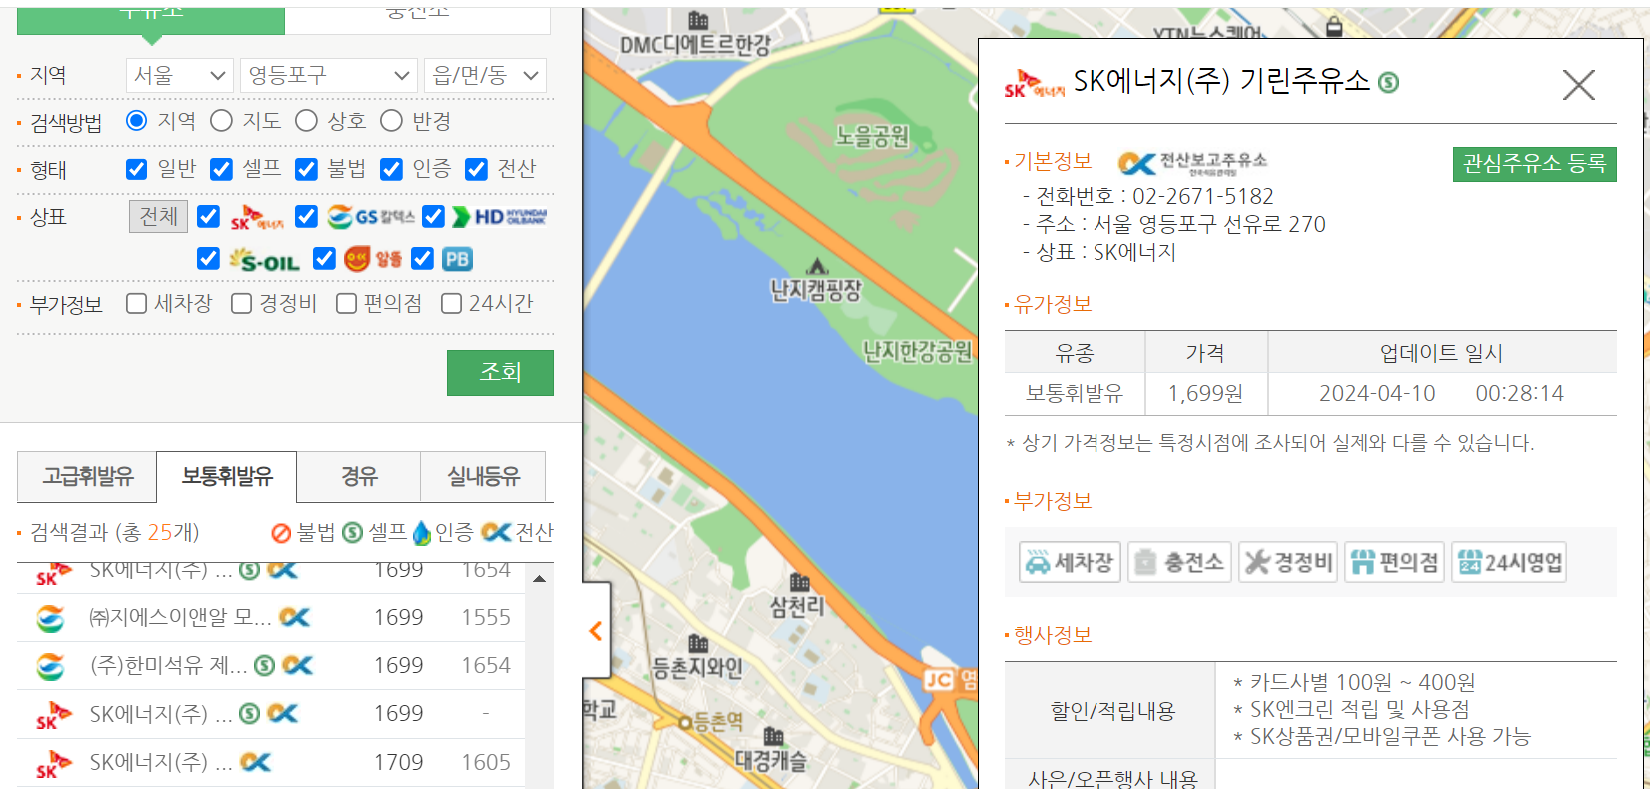 주유소
충전소
지역 서울 영등포구 읍/면/동
검색방법 지역 지도 상호 반경
형태 일반 셀프 불법 인증 전산
상표 전체 SK에너지 GS칼텍스 HD HYUNDAI OILBANK
S-OIL 알뜰 PB
부가정보 세차장 경정비 편의점 24시간
조회
고급휘발유 보통휘발유 경유 실내등유
검색결과 (총 25개) 불법 셀프 인증 전산
SK SK에너지(주) ... 1699 1654
㈜지에스이앤알 모... 1699 1555
(주)한미석유 제... 1699 1654
SK SK에너지(주) ... 1699 -
SK SK에너지(주) ... 1709 1605
DMC디에트르한강
YTN뉴스퀘어
노을공원
난지캠핑장
난지한강공원
삼천리
등촌지와인
JC
학교
등촌역
대경캐슬
SK에너지 SK에너지(주) 기린주유소
기본정보 전산보고주유소 관심주유소 등록
- 전화번호 : 02-2671-5182
- 주소 : 서울 영등포구 선유로 270
- 상표 : SK에너지
유가정보
유종 가격 업데이트 일시
보통휘발유 1,699원 2024-04-10 00:28:14
* 상기 가격정보는 특정시점에 조사되어 실제와 다를 수 있습니다.
부가정보
세차장 충전소 경정비 편의점 24시영업
행사정보
할인/적립내용
* 카드사별 100원 ~ 400원
* SK엔크린 적립 및 사용점
* SK상품권/모바일쿠폰 사용 가능
사은/오픈행사 내용